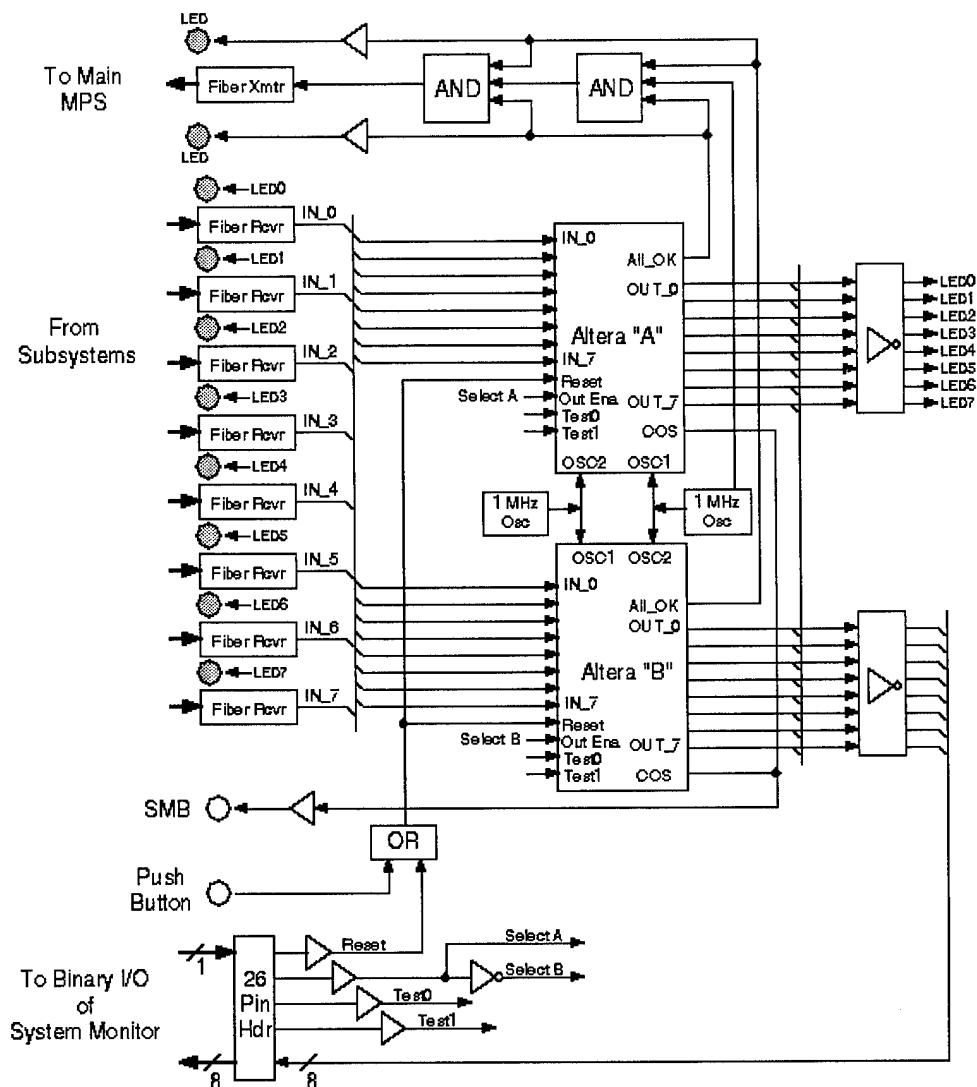 LED
To Main
MPS
Fiber Xmtr
AND
AND
LED
LED0
Fiber Rcvr
IN_0
LED1
Fiber Rcvr
IN_1
LED2
Fiber Rcvr
IN_2
LED3
Fiber Rcvr
IN_3
LED4
Fiber Rcvr
IN_4
LED5
Fiber Rcvr
IN_5
LED6
Fiber Rcvr
IN_6
LED7
Fiber Rcvr
IN_7
From
Subsystems
IN_0
All_OK
OUT_0
Altera "A"
IN_7
Reset
Select A
Out Ena
OUT_7
Test0
Test1
COS
OSC2
OSC1
LED0
LED1
LED2
LED3
LED4
LED5
LED6
LED7
1 MHz
Osc
1 MHz
Osc
OSC1
OSC2
IN_0
All_OK
OUT_0
Altera "B"
IN_7
Reset
Select B
Out Ena
OUT_7
Test0
Test1
COS
SMB
OR
Push
Button
1
Reset
Select A
26
Pin
Hdr
Select B
Test0
Test1
To Binary I/O
of
System Monitor
8
8